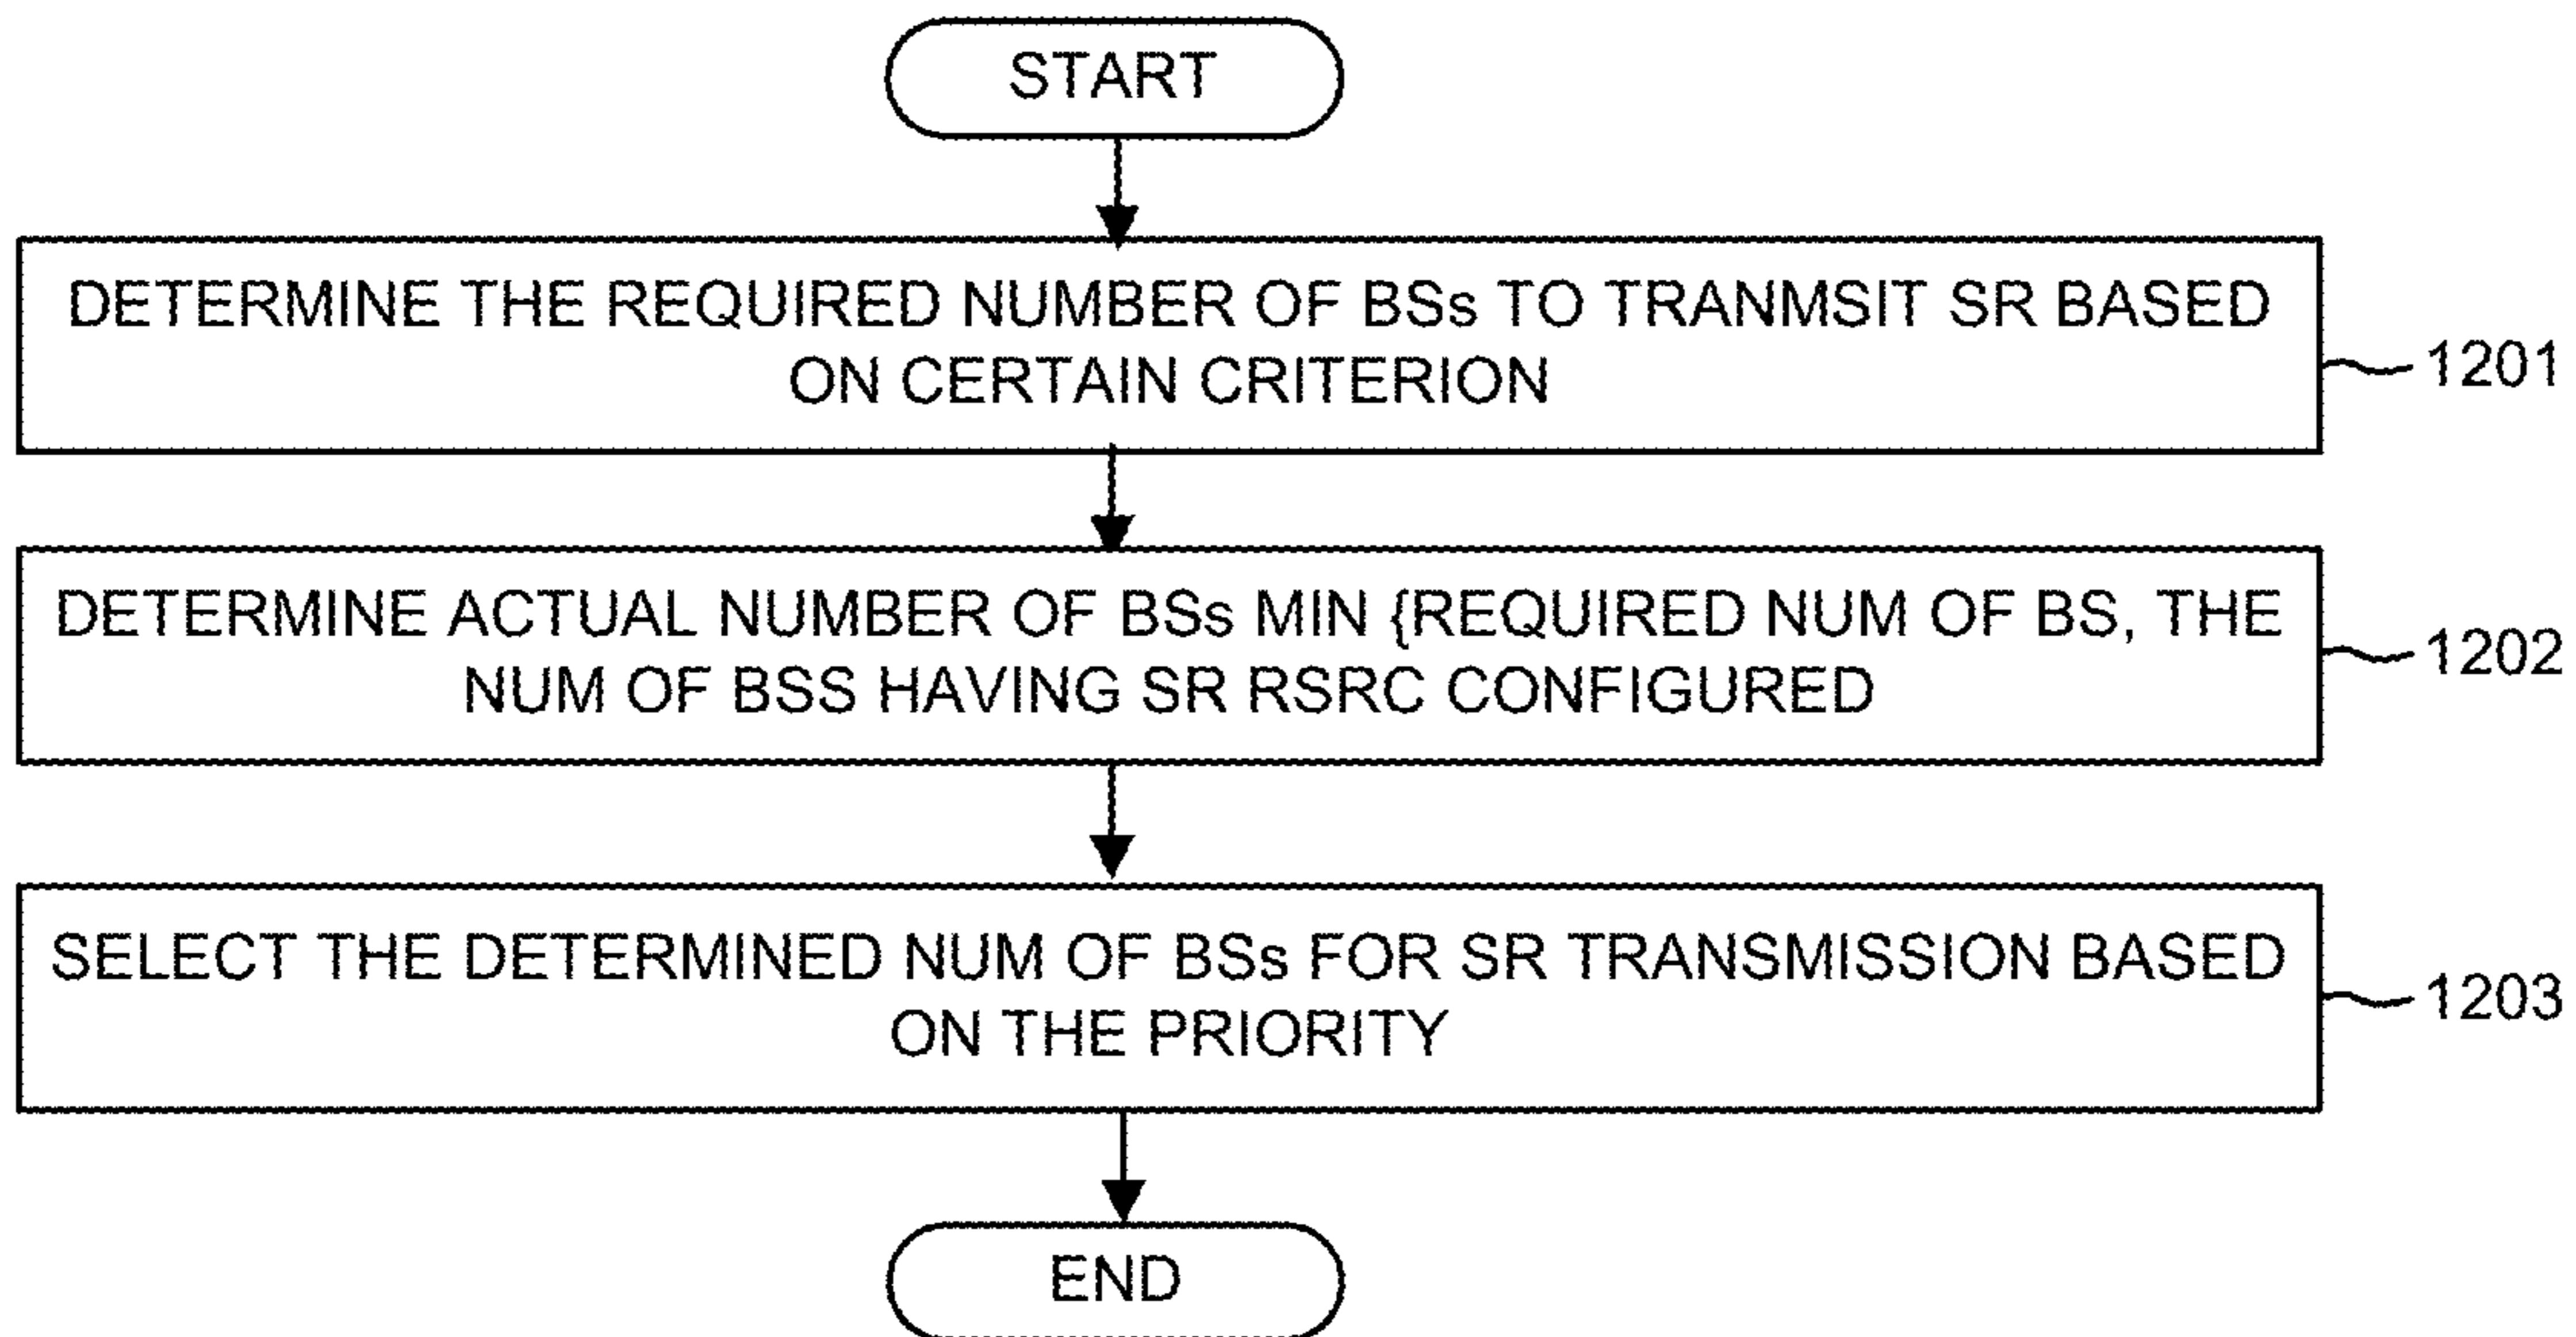 START
DETERMINE THE REQUIRED NUMBER OF BSs TO TRANMSIT SR BASED
ON CERTAIN CRITERION
1201
DETERMINE ACTUAL NUMBER OF BSs MIN {REQUIRED NUM OF BS, THE
NUM OF BSS HAVING SR RSRC CONFIGURED
1202
SELECT THE DETERMINED NUM OF BSs FOR SR TRANSMISSION BASED
ON THE PRIORITY
1203
END